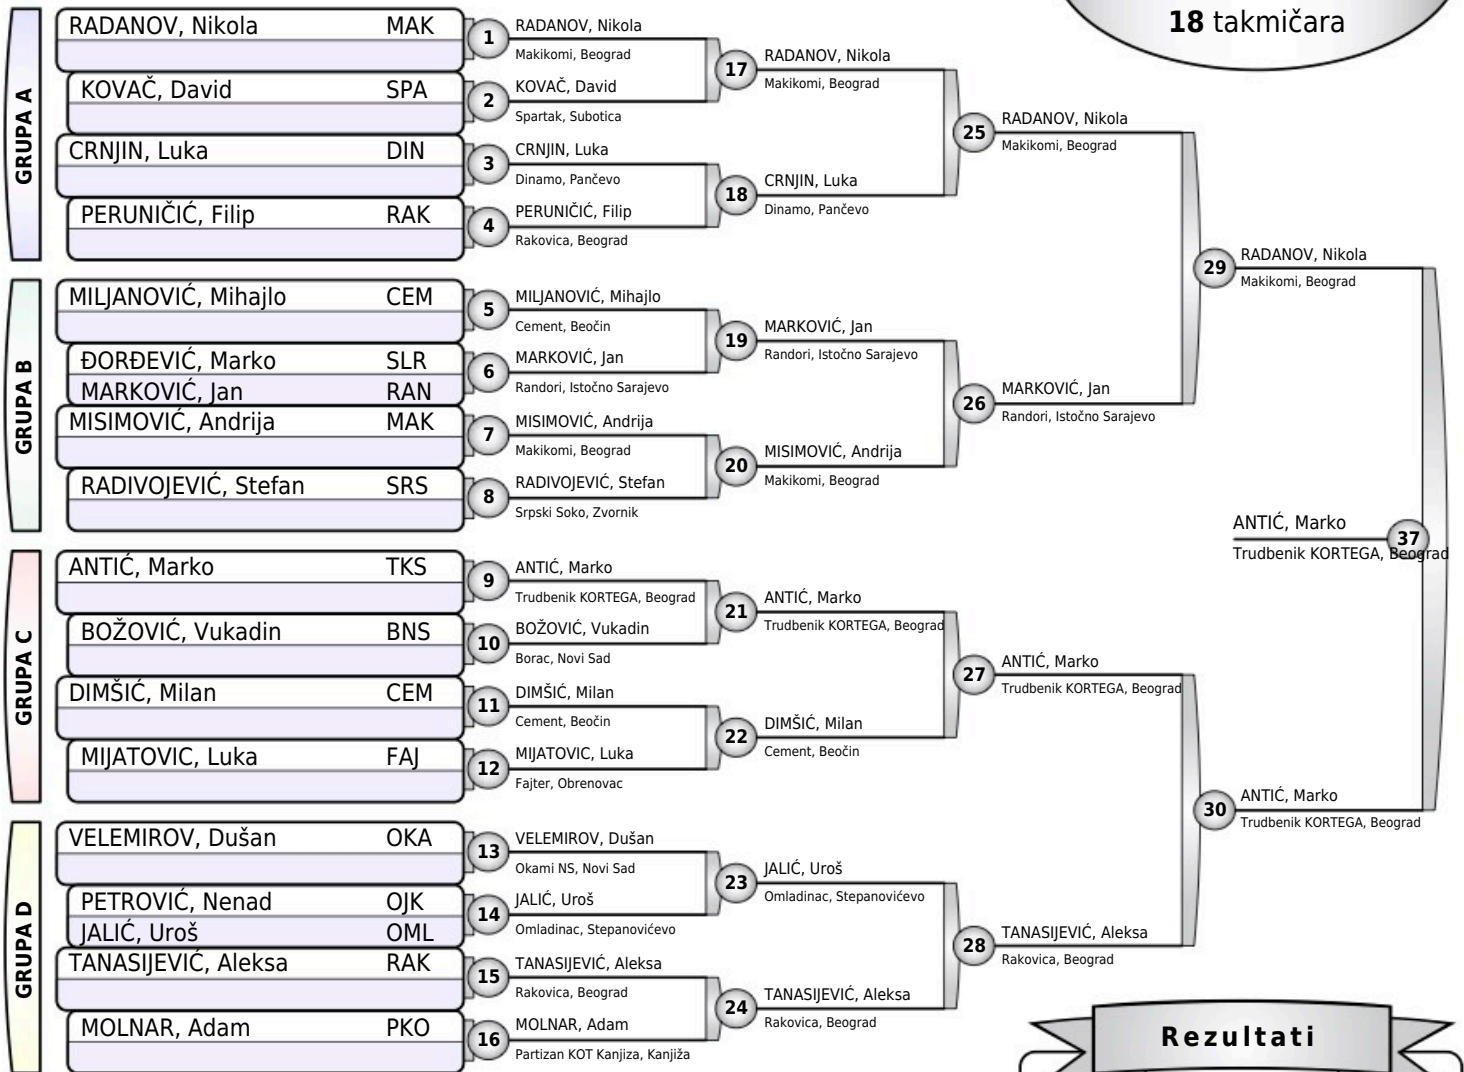 18 takmičara
GRUPA A
RADANOV, Nikola MAK
KOVAČ, David SPA
CRNJIN, Luka DIN
PERUNIČIĆ, Filip RAK
GRUPA B
MILJANOVIĆ, Mihajlo CEM
ĐORĐEVIĆ, Marko SLR
MARKOVIĆ, Jan RAN
MISIMOVIĆ, Andrija MAK
RADIVOJEVIĆ, Stefan SRS
GRUPA C
ANTIĆ, Marko TKS
BOŽOVIĆ, Vukadin BNS
DIMŠIĆ, Milan CEM
MIJATOVIC, Luka FAJ
GRUPA D
VELEMIROV, Dušan OKA
PETROVIĆ, Nenad OJK
JALIĆ, Uroš OML
TANASIJEVIĆ, Aleksa RAK
MOLNAR, Adam PKO
1 RADANOV, Nikola
Makikomi, Beograd
2 KOVAČ, David
Spartak, Subotica
3 CRNJIN, Luka
Dinamo, Pančevo
4 PERUNIČIĆ, Filip
Rakovica, Beograd
5 MILJANOVIĆ, Mihajlo
Cement, Beočin
6 MARKOVIĆ, Jan
Randori, Istočno Sarajevo
7 MISIMOVIĆ, Andrija
Makikomi, Beograd
8 RADIVOJEVIĆ, Stefan
Srpski Soko, Zvornik
9 ANTIĆ, Marko
Trudbenik KORTEGA, Beograd
10 BOŽOVIĆ, Vukadin
Borac, Novi Sad
11 DIMŠIĆ, Milan
Cement, Beočin
12 MIJATOVIC, Luka
Fajter, Obrenovac
13 VELEMIROV, Dušan
Okami NS, Novi Sad
14 JALIĆ, Uroš
Omladinac, Stepanovićevo
15 TANASIJEVIĆ, Aleksa
Rakovica, Beograd
16 MOLNAR, Adam
Partizan KOT Kanjiza, Kanjiža
17 RADANOV, Nikola
Makikomi, Beograd
18 CRNJIN, Luka
Dinamo, Pančevo
19 MARKOVIĆ, Jan
Randori, Istočno Sarajevo
20 MISIMOVIĆ, Andrija
Makikomi, Beograd
21 ANTIĆ, Marko
Trudbenik KORTEGA, Beograd
22 DIMŠIĆ, Milan
Cement, Beočin
23 JALIĆ, Uroš
Omladinac, Stepanovićevo
24 TANASIJEVIĆ, Aleksa
Rakovica, Beograd
25 RADANOV, Nikola
Makikomi, Beograd
26 MARKOVIĆ, Jan
Randori, Istočno Sarajevo
27 ANTIĆ, Marko
Trudbenik KORTEGA, Beograd
28 TANASIJEVIĆ, Aleksa
Rakovica, Beograd
29 RADANOV, Nikola
Makikomi, Beograd
30 ANTIĆ, Marko
Trudbenik KORTEGA, Beograd
ANTIĆ, Marko 37
Trudbenik KORTEGA, Beograd
Rezultati